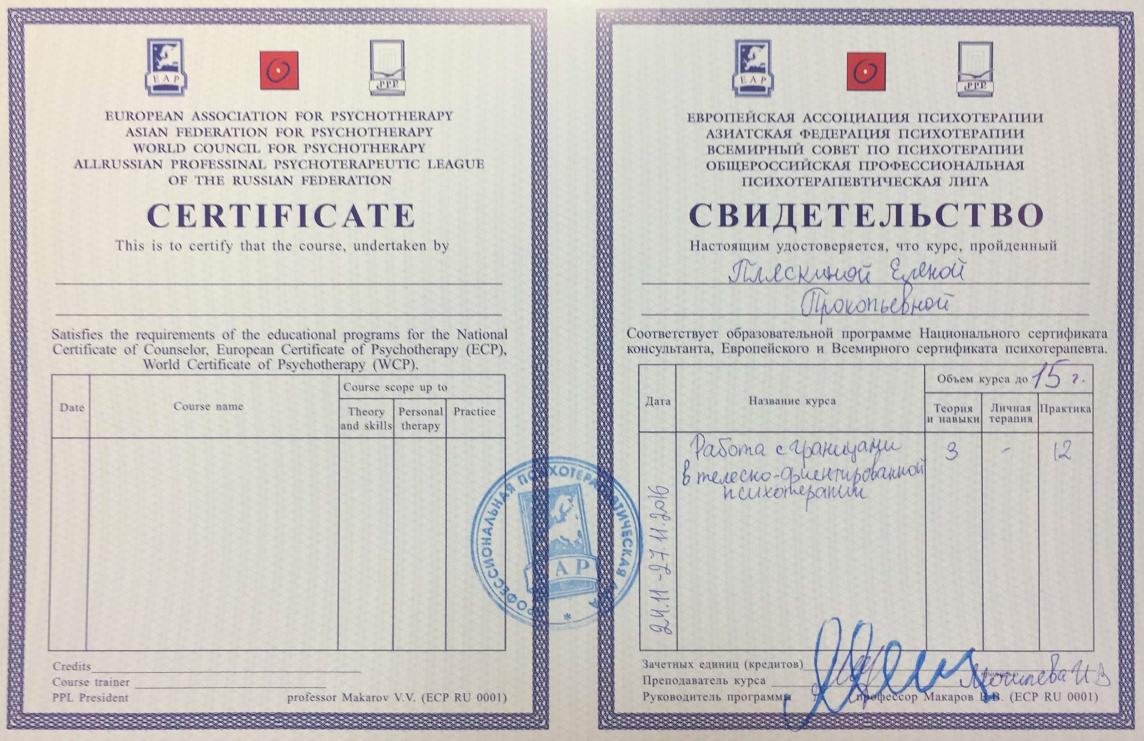 EAP
PPL
EUROPEAN ASSOCIATION FOR PSYCHOTHERAPY
ASIAN FEDERATION FOR PSYCHOTHERAPY
WORLD COUNCIL FOR PSYCHOTHERAPY
ALLRUSSIAN PROFESSINAL PSYCHOTERAPEUTIC LEAGUE
OF THE RUSSIAN FEDERATION
CERTIFICATE
This is to certify that the course, undertaken by
Satisfies the requirements of the educational programs for the National
Certificate of Counselor, European Certificate of Psychotherapy (ECP),
World Certificate of Psychotherapy (WCP).
Date
Course name
Course scope up to
Theory
and skills
Personal
therapy
Practice
Credits
Course trainer
PPL President professor Makarov V.V. (ECP RU 0001)
ПРОФЕССИОНАЛЬНАЯ ПСИХОТЕРАПЕВТИЧЕСКАЯ ЛИГА
EAP
EAP
PPL
ЕВРОПЕЙСКАЯ АССОЦИАЦИЯ ПСИХОТЕРАПИИ
АЗИАТСКАЯ ФЕДЕРАЦИЯ ПСИХОТЕРАПИИ
ВСЕМИРНЫЙ СОВЕТ ПО ПСИХОТЕРАПИИ
ОБЩЕРОССИЙСКАЯ ПРОФЕССИОНАЛЬНАЯ
ПСИХОТЕРАПЕВТИЧЕСКАЯ ЛИГА
СВИДЕТЕЛЬСТВО
Настоящим удостоверяется, что курс, пройденный
Пляскиной Еленой
Прокопьевной
Соответствует образовательной программе Национального сертификата
консультанта, Европейского и Всемирного сертификата психотерапевта.
Дата
Название курса
Объем курса до 15 г.
Теория
и навыки
Личная
терапия
Практика
24.11-27.11.2016
Работа с границами
в телеско-ориентированной
психотерапии
3 - 12
Зачетных единиц (кредитов)
Преподаватель курса И В
Руководитель программы профессор Макаров В.В. (ECP RU 0001)